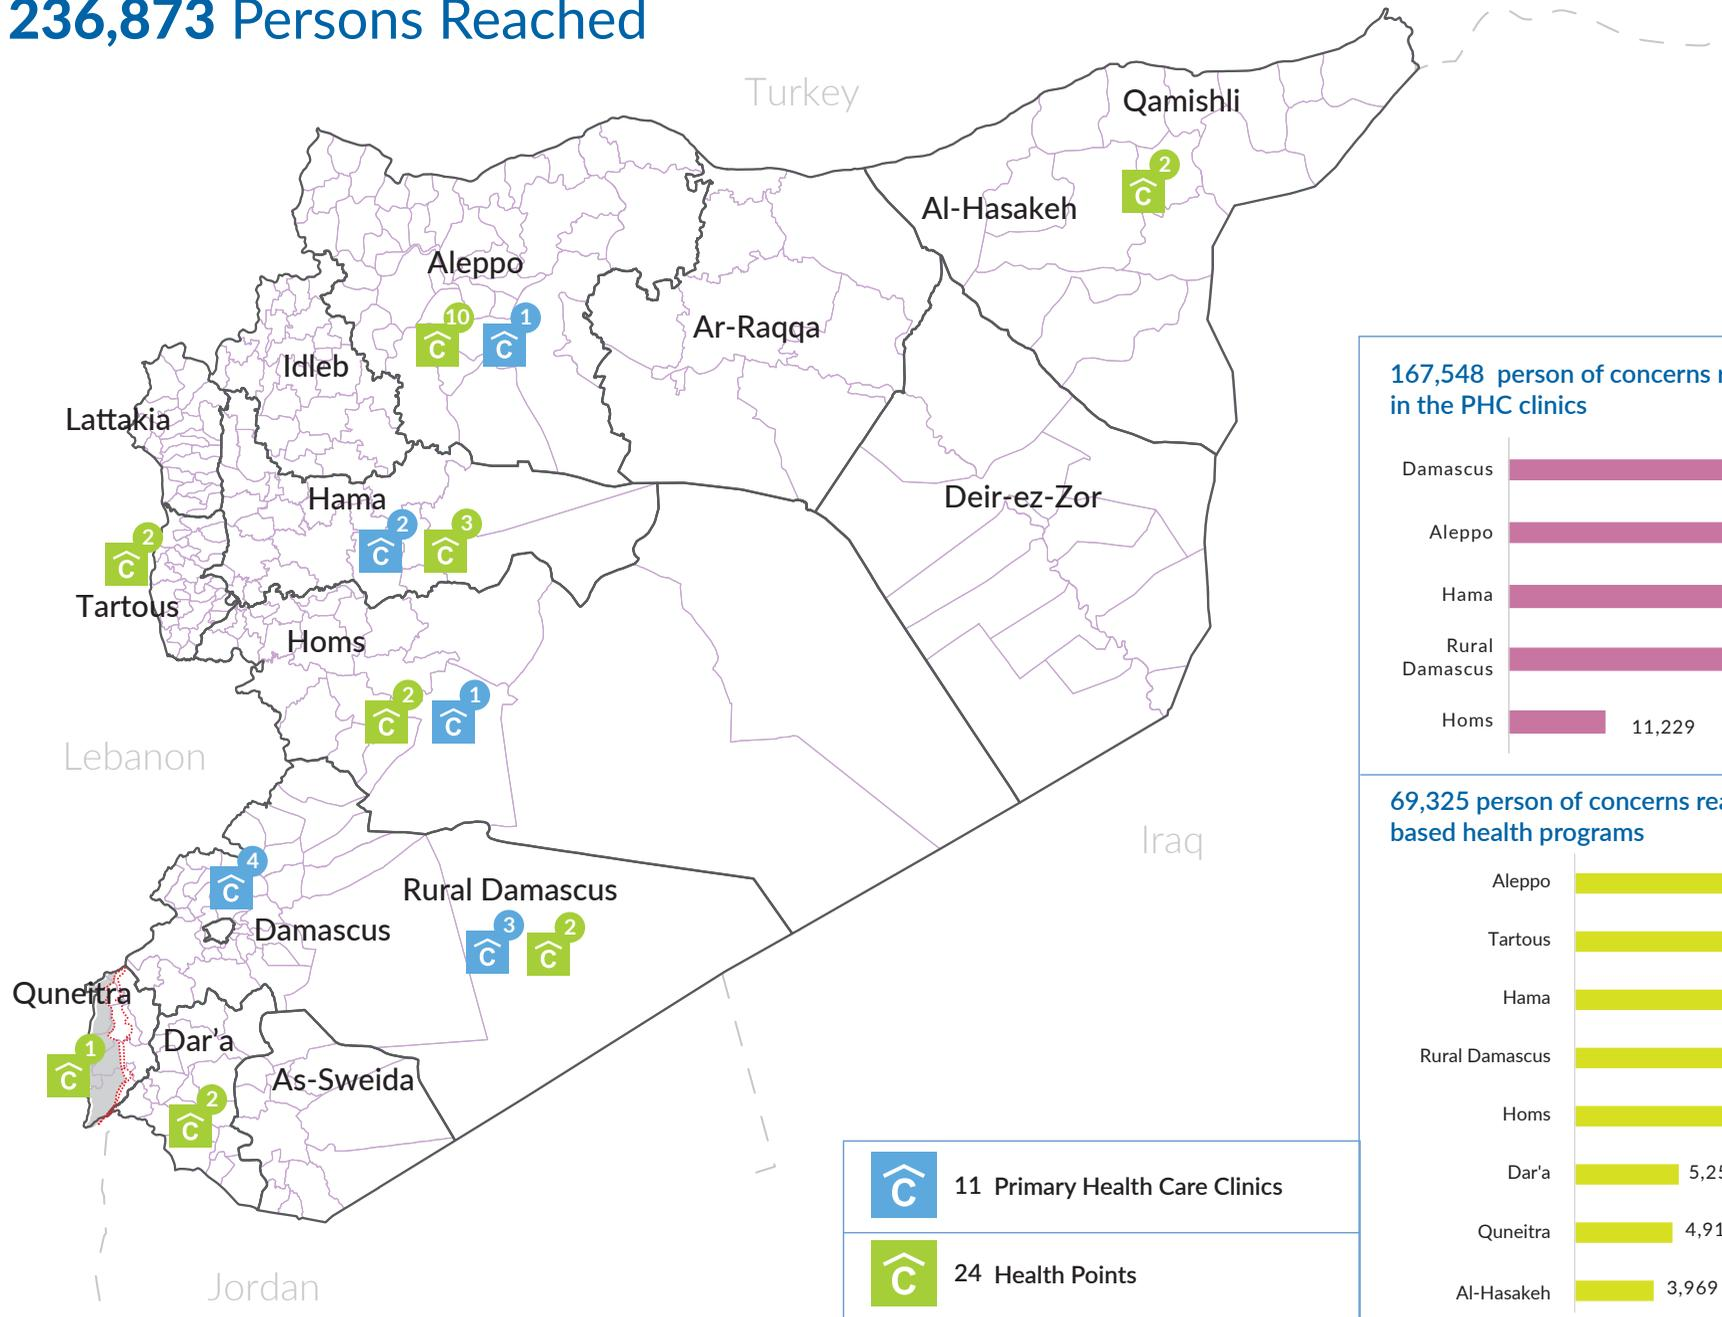 236,873 Persons Reached
Turkey
Qamishli
2
Al-Hasakeh
Aleppo
10
1
Ar-Raqqa
Idleb
Lattakia
Deir-ez-Zor
Hama
2
3
2
Tartous
Homs
2
1
Lebanon
Iraq
4
Rural Damascus
3
2
Damascus
Quneitra
1
Dar'a
2
As-Sweida
Jordan
C
C
C
C
C
C
C
C
C
C
C
C
C
C
11 Primary Health Care Clinics
C
24 Health Points
167,548 person of concerns
in the PHC clinics
Damascus
Aleppo
Hama
Rural
Damascus
Homs 11,229
69,325 person of concerns
based health programs
Aleppo
Tartous
Hama
Rural Damascus
Homs
Dar'a
Quneitra
Al-Hasakeh 3,969